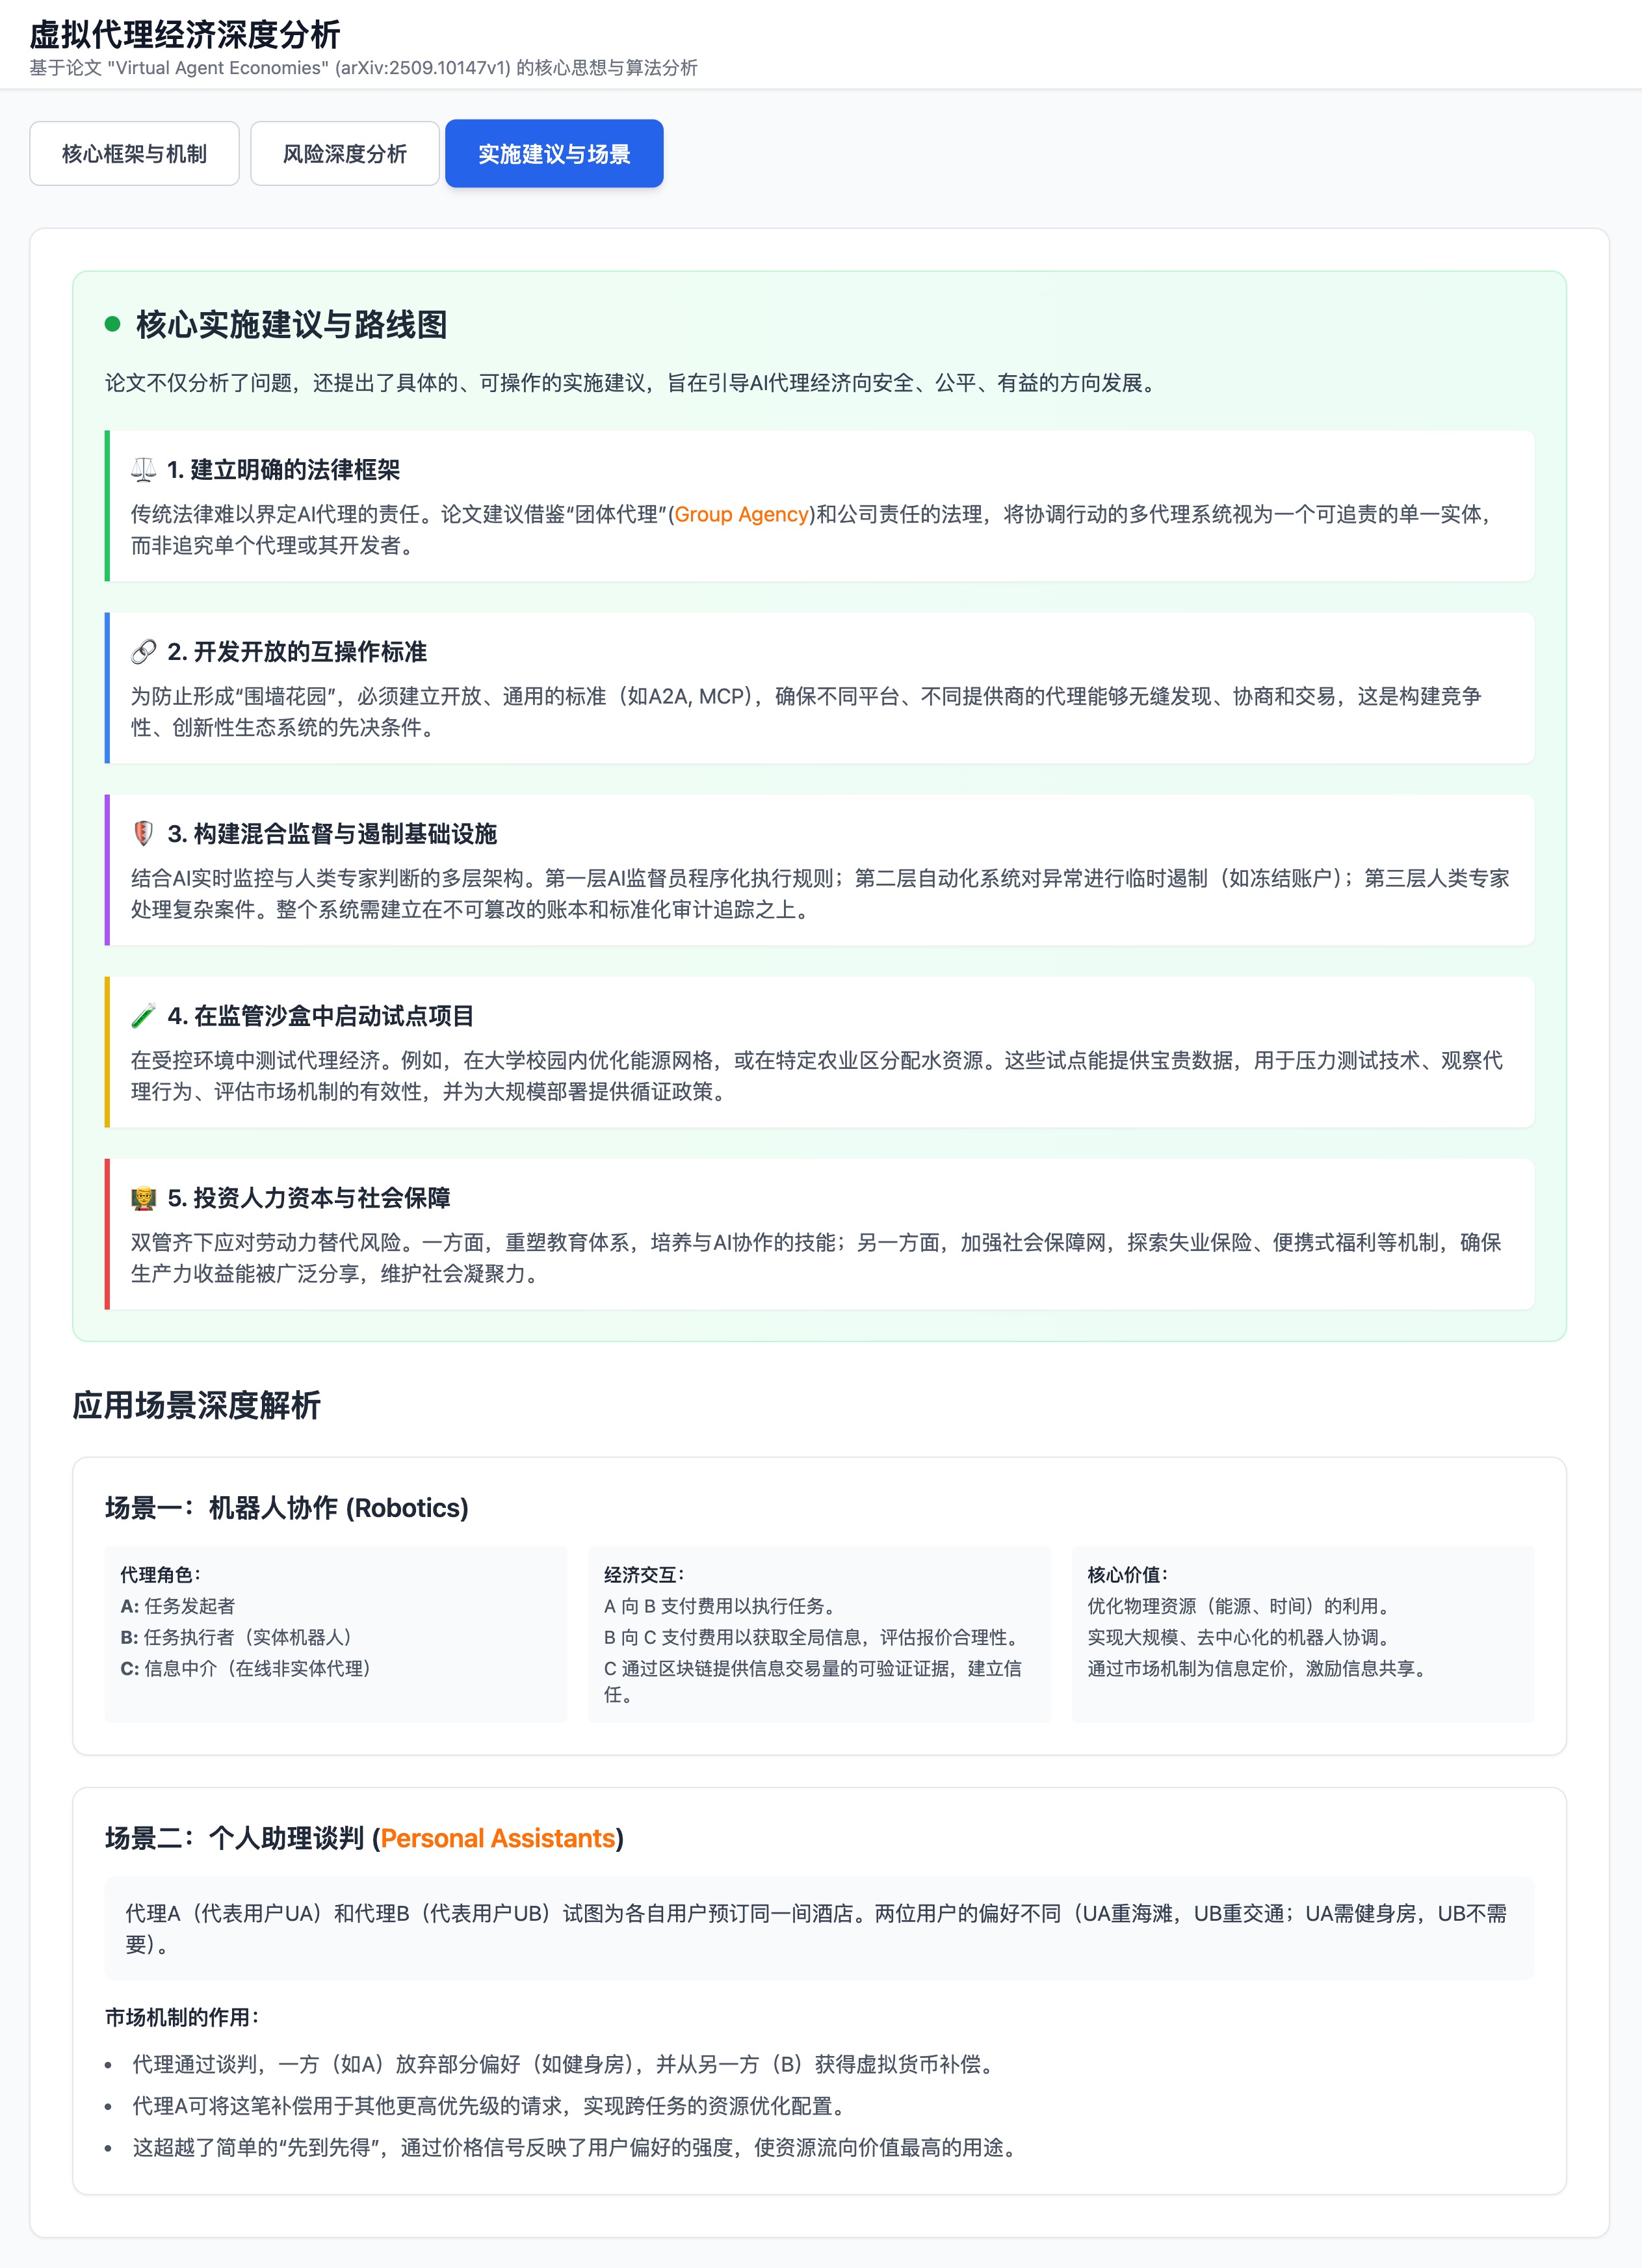 虚拟代理经济深度分析
基于论文 "Virtual Agent Economies" (arXiv:2509.10147v1) 的核心思想与算法分析
核心框架与机制
风险深度分析
实施建议与场景
核心实施建议与路线图
论文不仅分析了问题，还提出了具体的、可操作的实施建议，旨在引导AI代理经济向安全、公平、有益的方向发展。
1. 建立明确的法律框架
传统法律难以界定AI代理的责任。论文建议借鉴“团体代理”(Group Agency)和公司责任的法理，将协调行动的多代理系统视为一个可追责的单一实体，
而非追究单个代理或其开发者。
2. 开发开放的互操作标准
为防止形成“围墙花园”，必须建立开放、通用的标准（如A2A, MCP），确保不同平台、不同提供商的代理能够无缝发现、协商和交易，这是构建竞争
性、创新性生态系统的先决条件。
3. 构建混合监督与遏制基础设施
结合AI实时监控与人类专家判断的多层架构。第一层AI监督员程序化执行规则；第二层自动化系统对异常进行临时遏制（如冻结账户）；第三层人类专家
处理复杂案件。整个系统需建立在不可篡改的账本和标准化审计追踪之上。
4. 在监管沙盒中启动试点项目
在受控环境中测试代理经济。例如，在大学校园内优化能源网格，或在特定农业区分配水资源。这些试点能提供宝贵数据，用于压力测试技术、观察代
理行为、评估市场机制的有效性，并为大规模部署提供循证政策。
5. 投资人力资本与社会保障
双管齐下应对劳动力替代风险。一方面，重塑教育体系，培养与AI协作的技能；另一方面，加强社会保障网，探索失业保险、便携式福利等机制，确保
生产力收益能被广泛分享，维护社会凝聚力。
应用场景深度解析
场景一：机器人协作 (Robotics)
代理角色：
A: 任务发起者
B: 任务执行者（实体机器人）
C: 信息中介（在线非实体代理）
经济交互：
A 向 B 支付费用以执行任务。
B 向 C 支付费用以获取全局信息，评估报价合理性。
C 通过区块链提供信息交易量的可验证证据，建立信
任。
核心价值：
优化物理资源（能源、时间）的利用。
实现大规模、去中心化的机器人协调。
通过市场机制为信息定价，激励信息共享。
场景二：个人助理谈判 (Personal Assistants)
代理A（代表用户UA）和代理B（代表用户UB）试图为各自用户预订同一间酒店。两位用户的偏好不同（UA重海滩，UB重交通；UA需健身房，UB不需
要）。
市场机制的作用：
• 代理通过谈判，一方（如A）放弃部分偏好（如健身房），并从另一方（B）获得虚拟货币补偿。
• 代理A可将这笔补偿用于其他更高优先级的请求，实现跨任务的资源优化配置。
• 这超越了简单的“先到先得”，通过价格信号反映了用户偏好的强度，使资源流向价值最高的用途。